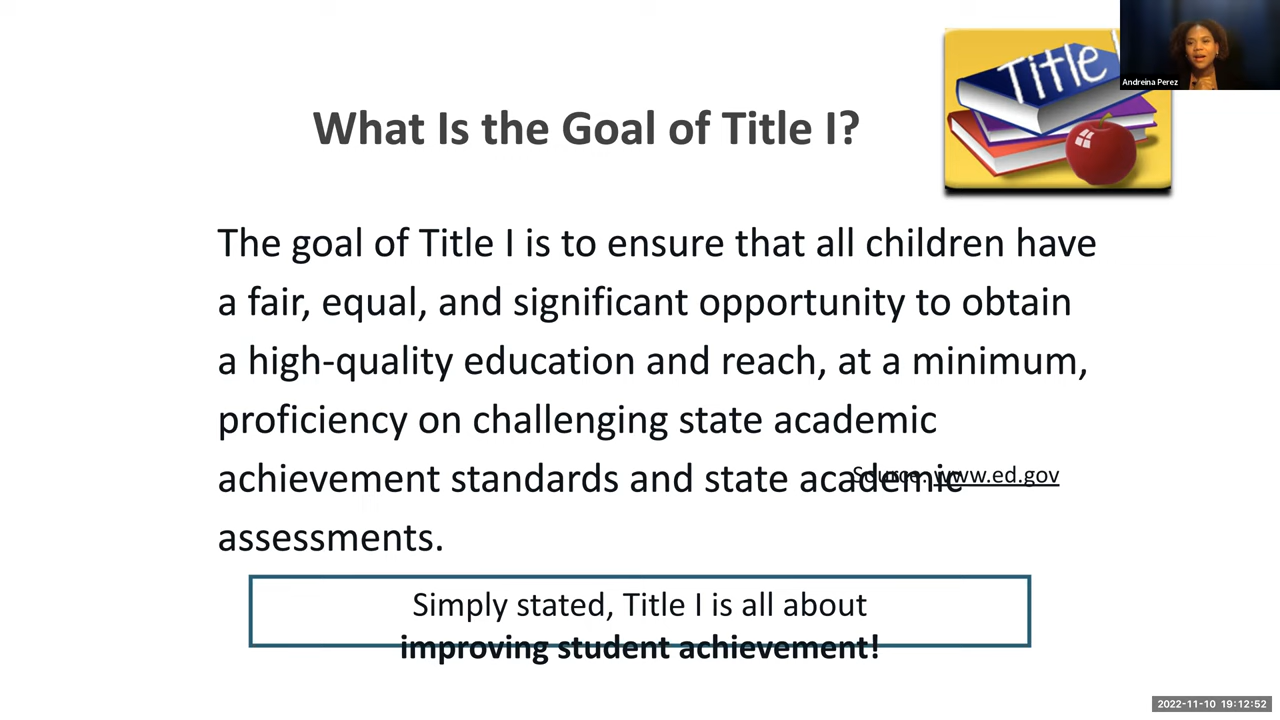 Title I
Andreina Perez
What Is the Goal of Title I?
The goal of Title I is to ensure that all children have
a fair, equal, and significant opportunity to obtain
a high-quality education and reach, at a minimum,
proficiency on challenging state academic
achievement standards and state academic
Source: www.ed.gov
assessments.
Simply stated, Title I is all about
improving student achievement!
2022-11-10 19:12:52